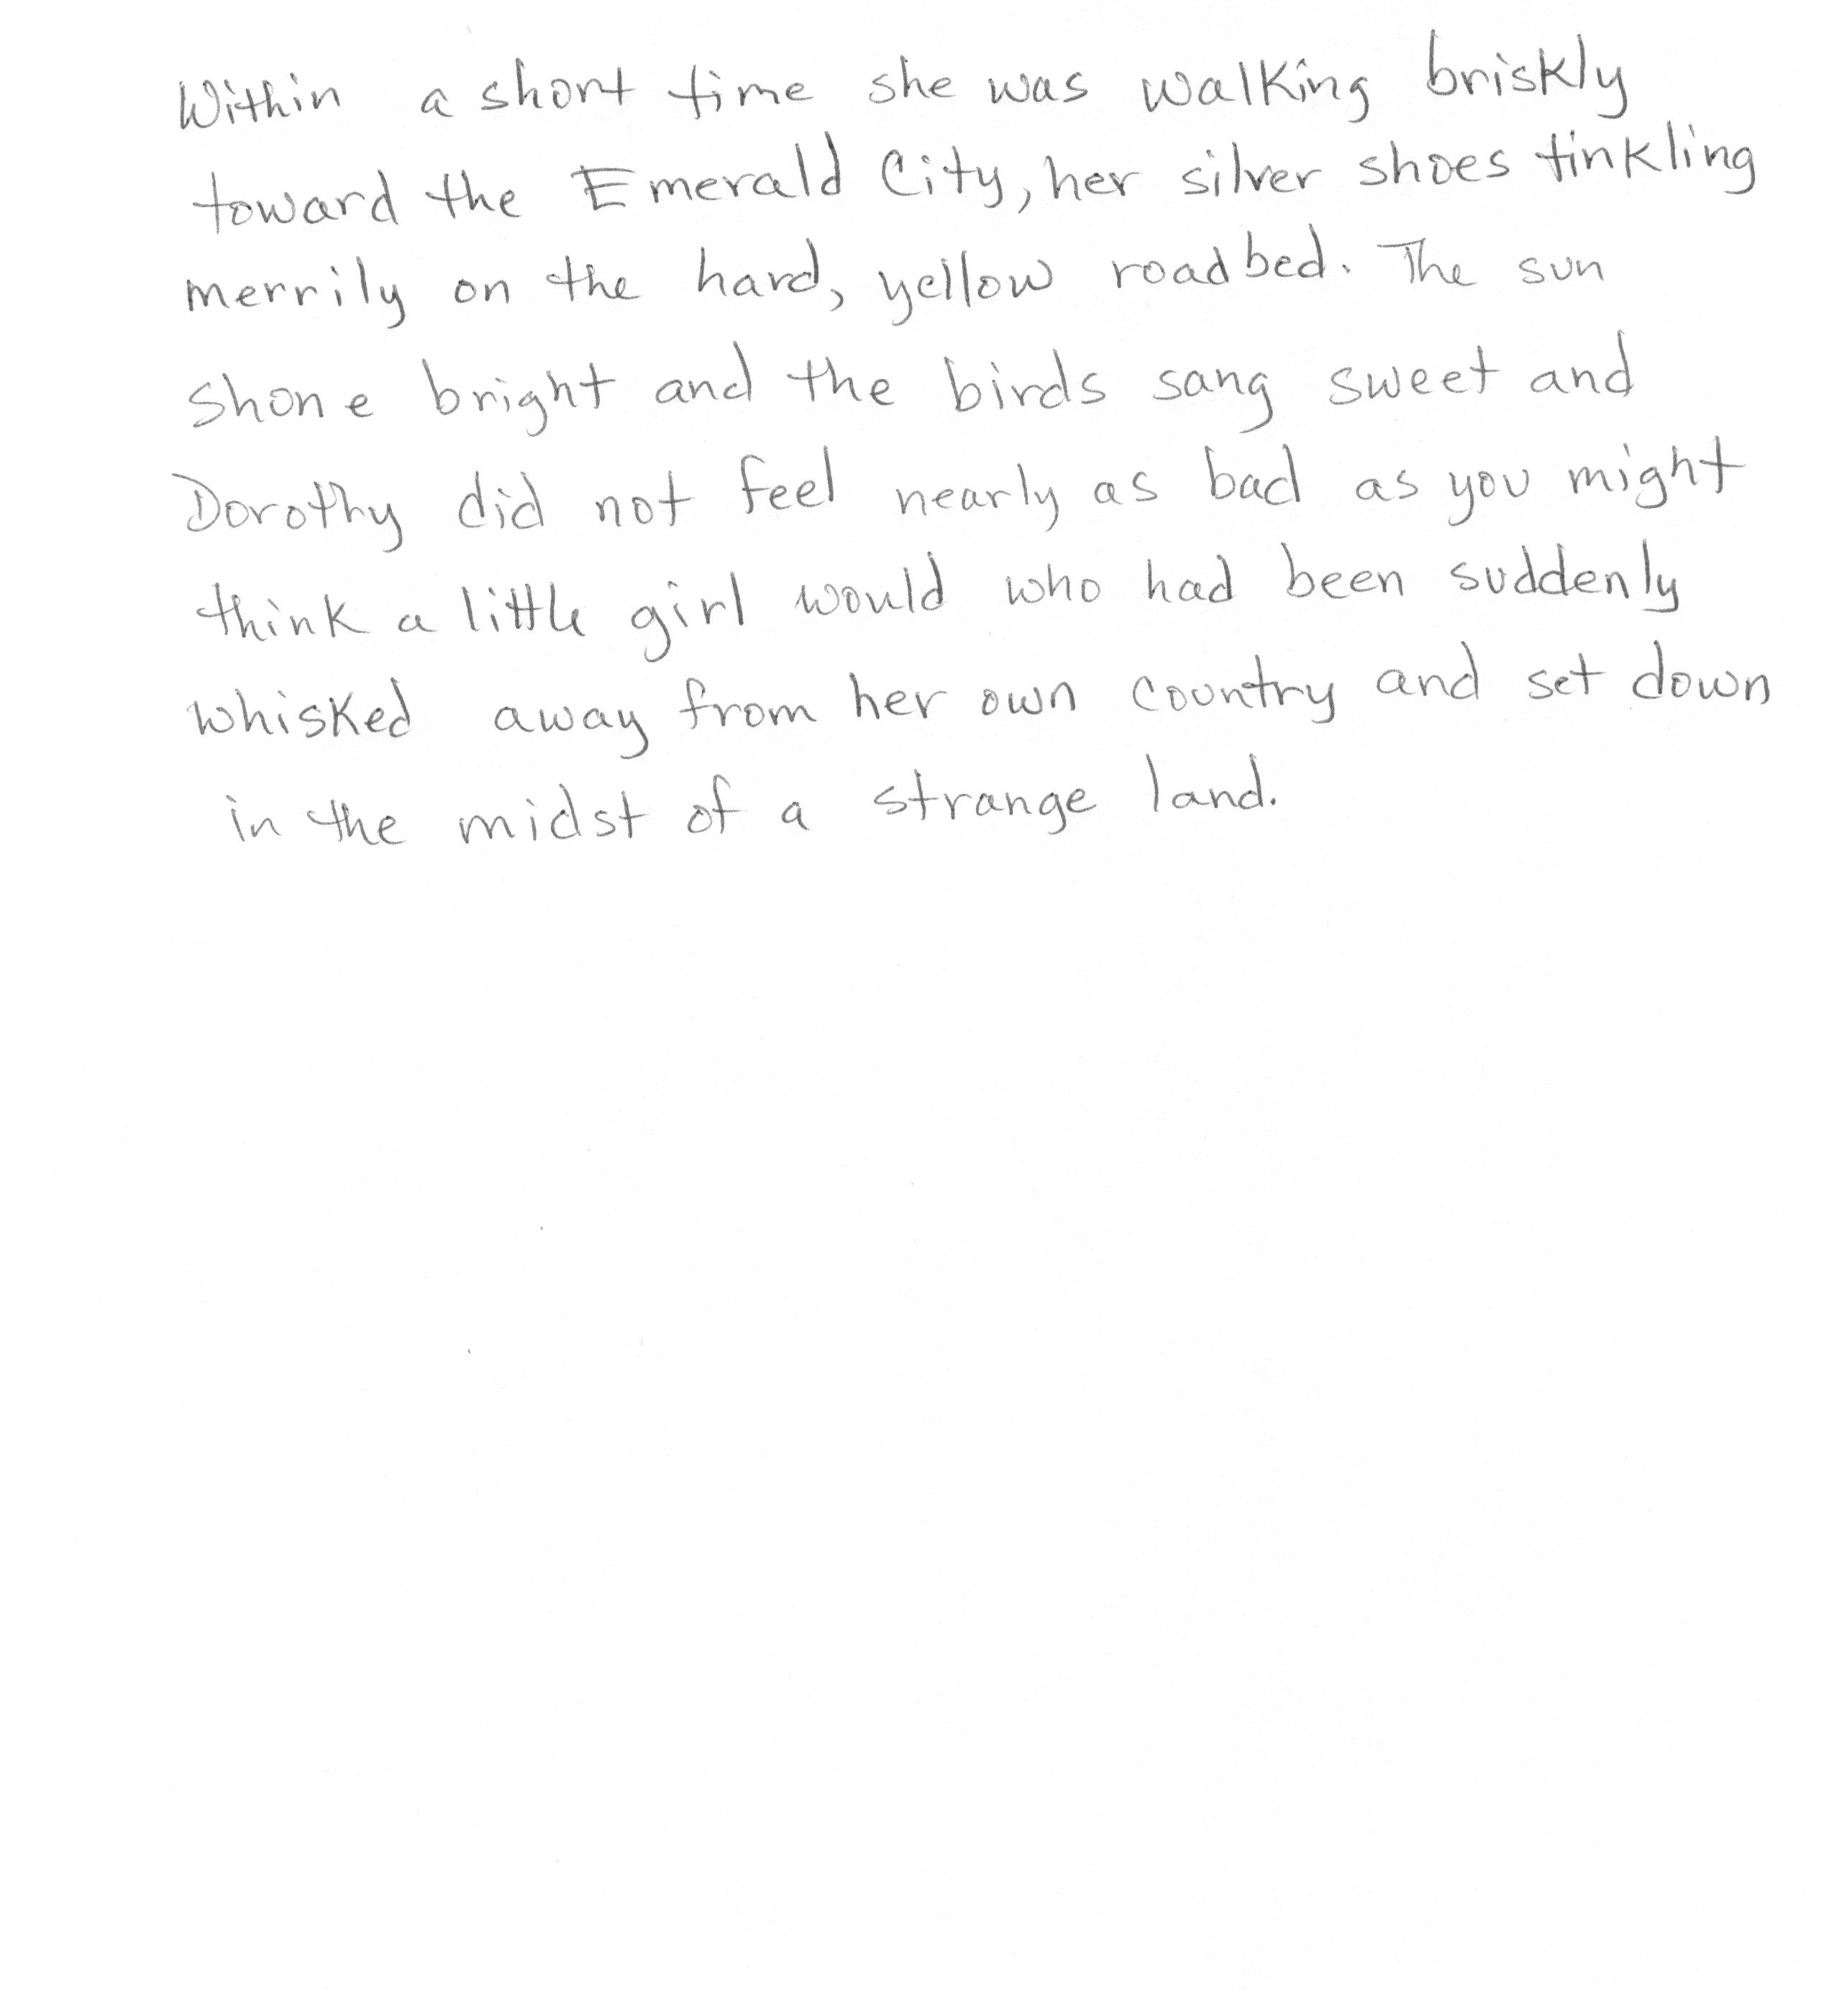 Within a short time she was walking briskly
toward the Emerald City, her silver shoes tinkling
merrily on the hard, yellow roadbed. The sun
shone bright and the birds sang sweet and
Dorothy did not feel nearly as bad as you might
think a little girl would who had been suddenly
whisked away from her own country and set down
in the midst of a strange land.